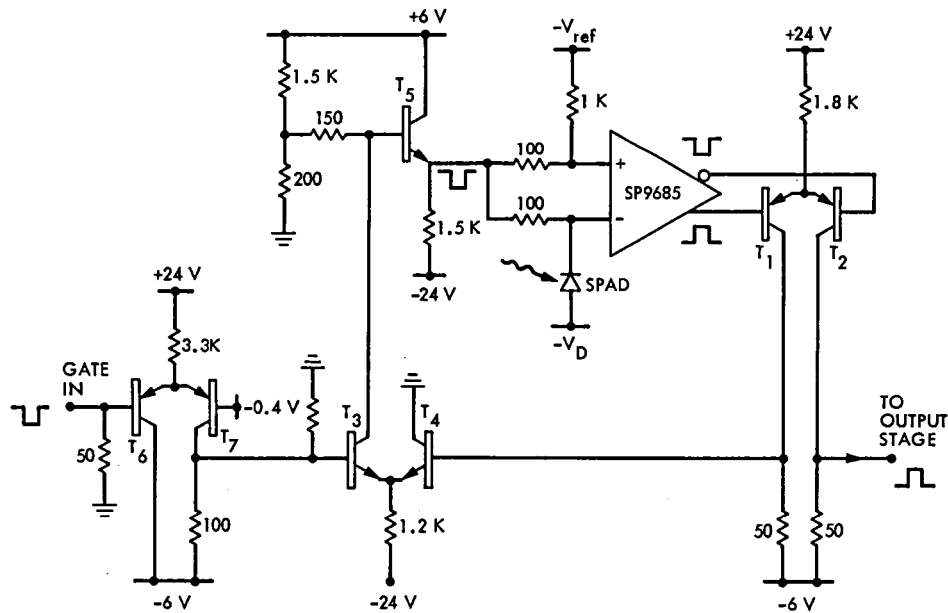 +6 V
-V_ref
+24 V
1.5 K
T5
1 K
1.8 K
150
100
+
SP9685
200
100
-
1.5 K
T1
T2
-24 V
SPAD
-V_D
+24 V
3.3K
GATE
IN
-0.4 V
T6
T7
T3
T4
TO
OUTPUT
STAGE
50
100
1.2 K
50
50
-6 V
-24 V
-6 V